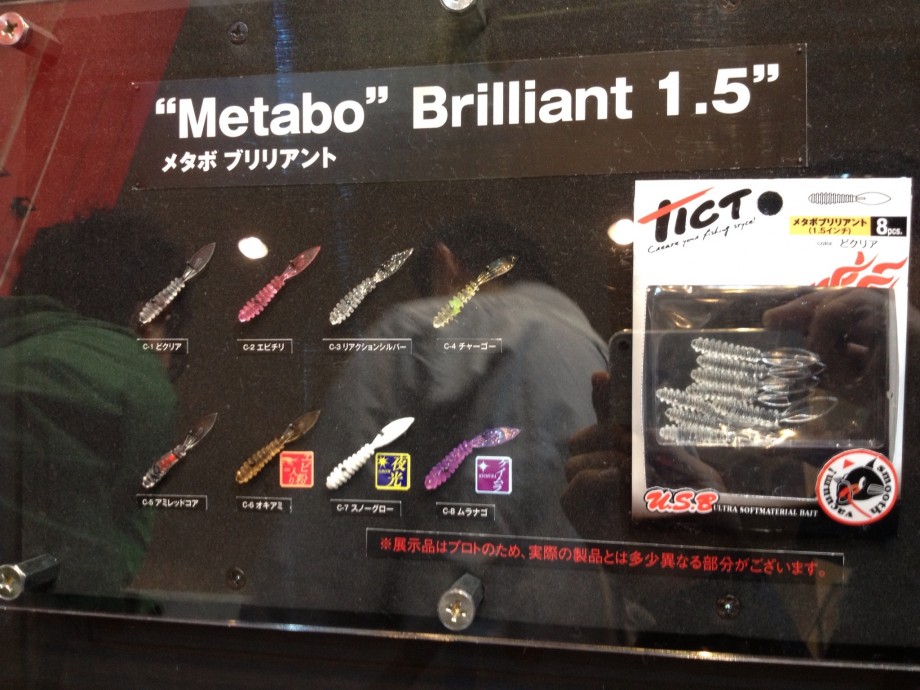 “Metabo” Brilliant 1.5”
メタボ ブリリアント
TICT
Create your fishing style!
メタボブリリアント
(1.5インチ)
8pcs.
どクリア
C-1 どクリア
C-2 エビチリ
C-3 リアクションシルバー
C-4 チャーゴー
C-5 アミレッドコア
C-6 オキアミ
C-7 スノーグロー
夜光
C-8 ムラナゴ
ケイムラ
U.S.B ULTRA SOFTMATERIAL BAIT
vacuum! smooth
※展示品はプロトのため、実際の製品とは多少異なる部分がございます。